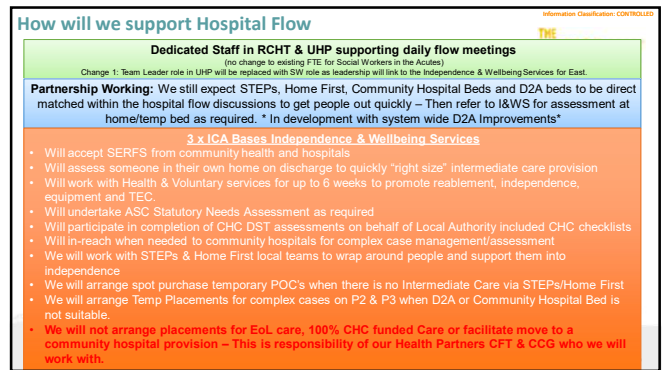 Information Classification: CONTROLLED
How will we support Hospital Flow
THE
Dedicated Staff in RCHT & UHP supporting daily flow meetings
(no change to existing FTE for Social Workers in the Acutes)
Change 1: Team Leader role in UHP will be replaced with SW role as leadership will link to the Independence & Wellbeing Services for East.
Partnership Working: We still expect STEPs, Home First, Community Hospital Beds and D2A beds to be direct
matched within the hospital flow discussions to get people out quickly – Then refer to I&WS for assessment at
home/temp bed as required. * In development with system wide D2A Improvements*
3 x ICA Bases Independence & Wellbeing Services
• Will accept SERFS from community health and hospitals
• Will assess someone in their own home on discharge to quickly “right size” intermediate care provision
• Will work with Health & Voluntary services for up to 6 weeks to promote reablement, independence,
equipment and TEC.
• Will undertake ASC Statutory Needs Assessment as required
• Will participate in completion of CHC DST assessments on behalf of Local Authority included CHC checklists
• Will in-reach when needed to community hospitals for complex case management/assessment
• We will work with STEPs & Home First local teams to wrap around people and support them into
independence
• We will arrange spot purchase temporary POC’s when there is no Intermediate Care via STEPs/Home First
• We will arrange Temp Placements for complex cases on P2 & P3 when D2A or Community Hospital Bed is
not suitable.
• We will not arrange placements for EoL care, 100% CHC funded Care or facilitate move to a
community hospital provision – This is responsibility of our Health Partners CFT & CCG who we will
work with.